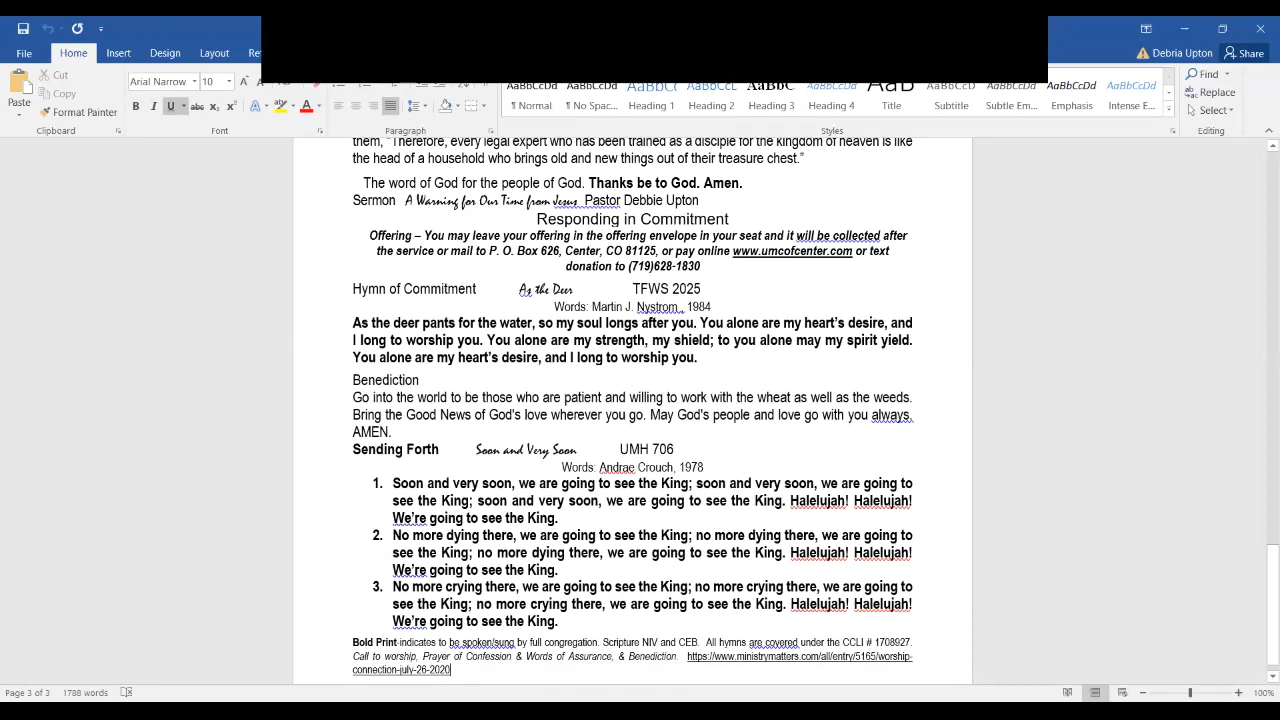 Debria Upton Share
File Home Insert Design Layout
Cut
Copy
Format Painter
Paste
Clipboard
Arial Narrow 10
B I U abc X₂ X²
Font
Paragraph
AaBbCcDd AaBbCcDd AaBbCcDd AaBbCcDd AaBbC AaBbCcDd AaB AaBbCcDd AaBbCcDd AaBbCcDd AaBbCcDd
¶ Normal ¶ No Spac... Heading 1 Heading 2 Heading 3 Heading 4 Title Subtitle Subtle Em... Emphasis Intense E...
Styles
Find
Replace
Select
Editing
them, “Therefore, every legal expert who has been trained as a disciple for the kingdom of heaven is like
the head of a household who brings old and new things out of their treasure chest.”
The word of God for the people of God. Thanks be to God. Amen.
Sermon A Warning for Our Time from Jesus Pastor Debbie Upton
Responding in Commitment
Offering – You may leave your offering in the offering envelope in your seat and it will be collected after
the service or mail to P. O. Box 626, Center, CO 81125, or pay online www.umcofcenter.com or text
donation to (719)628-1830
Hymn of Commitment As the Deer TFWS 2025
Words: Martin J. Nystrom , 1984
As the deer pants for the water, so my soul longs after you. You alone are my heart’s desire, and
I long to worship you. You alone are my strength, my shield; to you alone may my spirit yield.
You alone are my heart’s desire, and I long to worship you.
Benediction
Go into the world to be those who are patient and willing to work with the wheat as well as the weeds.
Bring the Good News of God's love wherever you go. May God's people and love go with you always.
AMEN.
Sending Forth Soon and Very Soon UMH 706
Words: Andrae Crouch, 1978
1. Soon and very soon, we are going to see the King; soon and very soon, we are going to
see the King; soon and very soon, we are going to see the King. Halelujah! Halelujah!
We’re going to see the King.
2. No more dying there, we are going to see the King; no more dying there, we are going to
see the King; no more dying there, we are going to see the King. Halelujah! Halelujah!
We’re going to see the King.
3. No more crying there, we are going to see the King; no more crying there, we are going to
see the King; no more crying there, we are going to see the King. Halelujah! Halelujah!
We’re going to see the King.
Bold Print-indicates to be spoken/sung by full congregation. Scripture NIV and CEB. All hymns are covered under the CCLI # 1708927.
Call to worship, Prayer of Confession & Words of Assurance, & Benediction. https://www.ministrymatters.com/all/entry/5165/worship-
connection-july-26-2020
Page 3 of 3 1788 words 100%